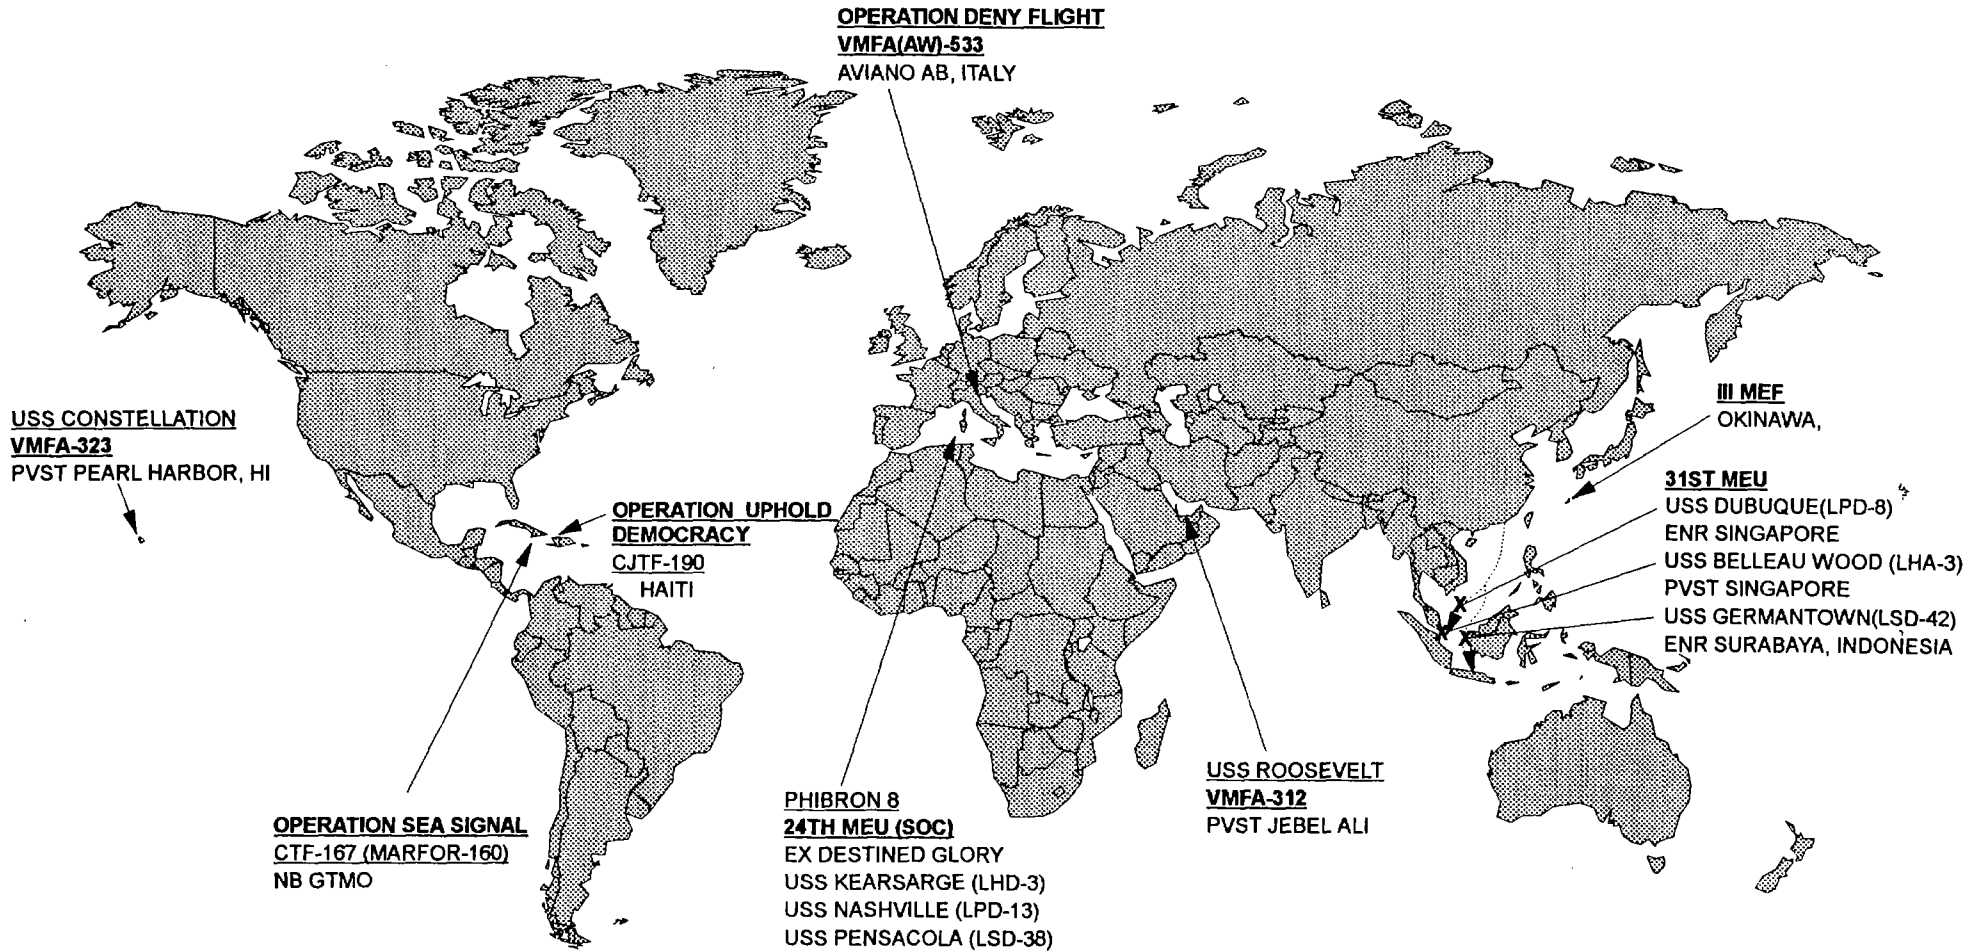 OPERATION DENY FLIGHT
VMFA(AW)-533
AVIANO AB, ITALY
USS CONSTELLATION
VMFA-323
PVST PEARL HARBOR, HI
OPERATION UPHOLD
DEMOCRACY
CJTF-190
HAITI
III MEF
OKINAWA,
31ST MEU
USS DUBUQUE(LPD-8)
ENR SINGAPORE
USS BELLEAU WOOD (LHA-3)
PVST SINGAPORE
USS GERMANTOWN(LSD-42)
ENR SURABAYA, INDONESIA
X
X
X
OPERATION SEA SIGNAL
CTF-167 (MARFOR-160)
NB GTMO
PHIBRON 8
24TH MEU (SOC)
EX DESTINED GLORY
USS KEARSARGE (LHD-3)
USS NASHVILLE (LPD-13)
USS PENSACOLA (LSD-38)
USS ROOSEVELT
VMFA-312
PVST JEBEL ALI